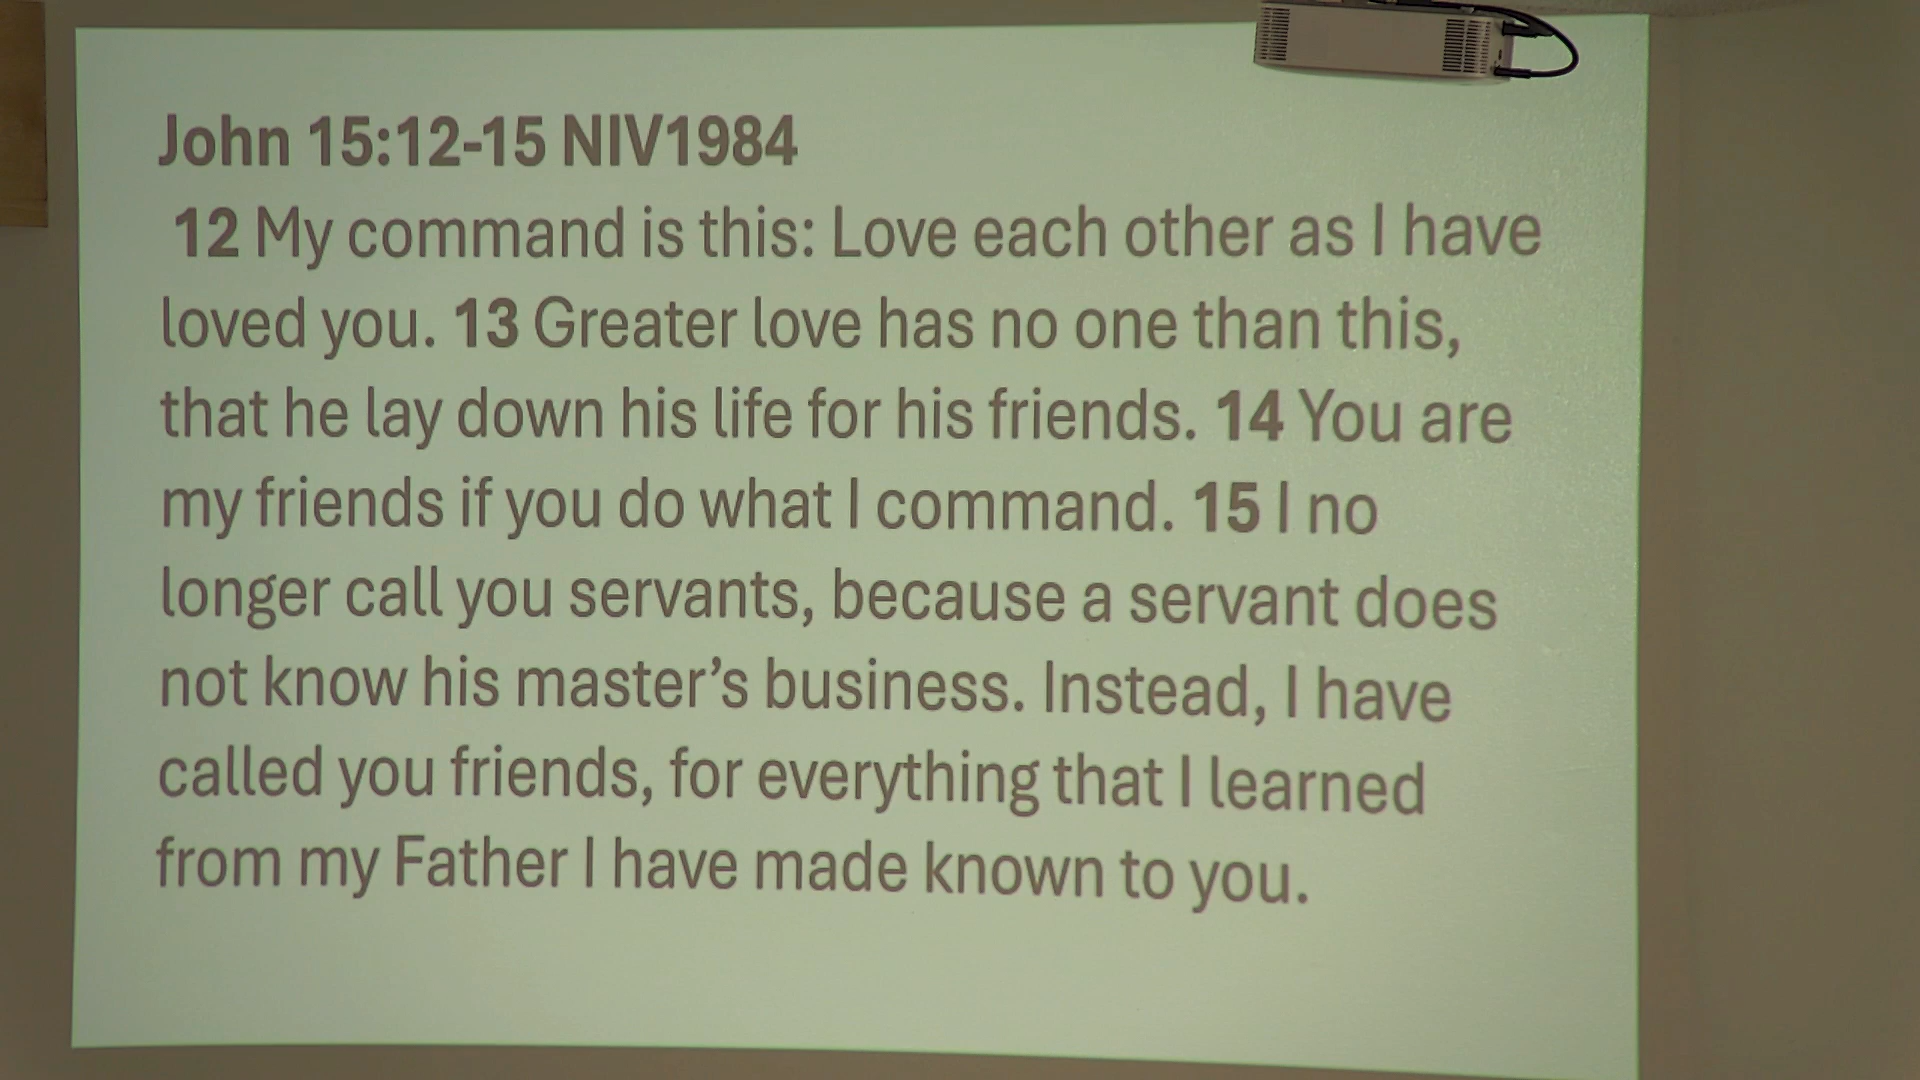 John 15:12-15 NIV1984
12 My command is this: Love each other as I have
loved you. 13 Greater love has no one than this,
that he lay down his life for his friends. 14 You are
my friends if you do what I command. 15 I no
longer call you servants, because a servant does
not know his master’s business. Instead, I have
called you friends, for everything that I learned
from my Father I have made known to you.